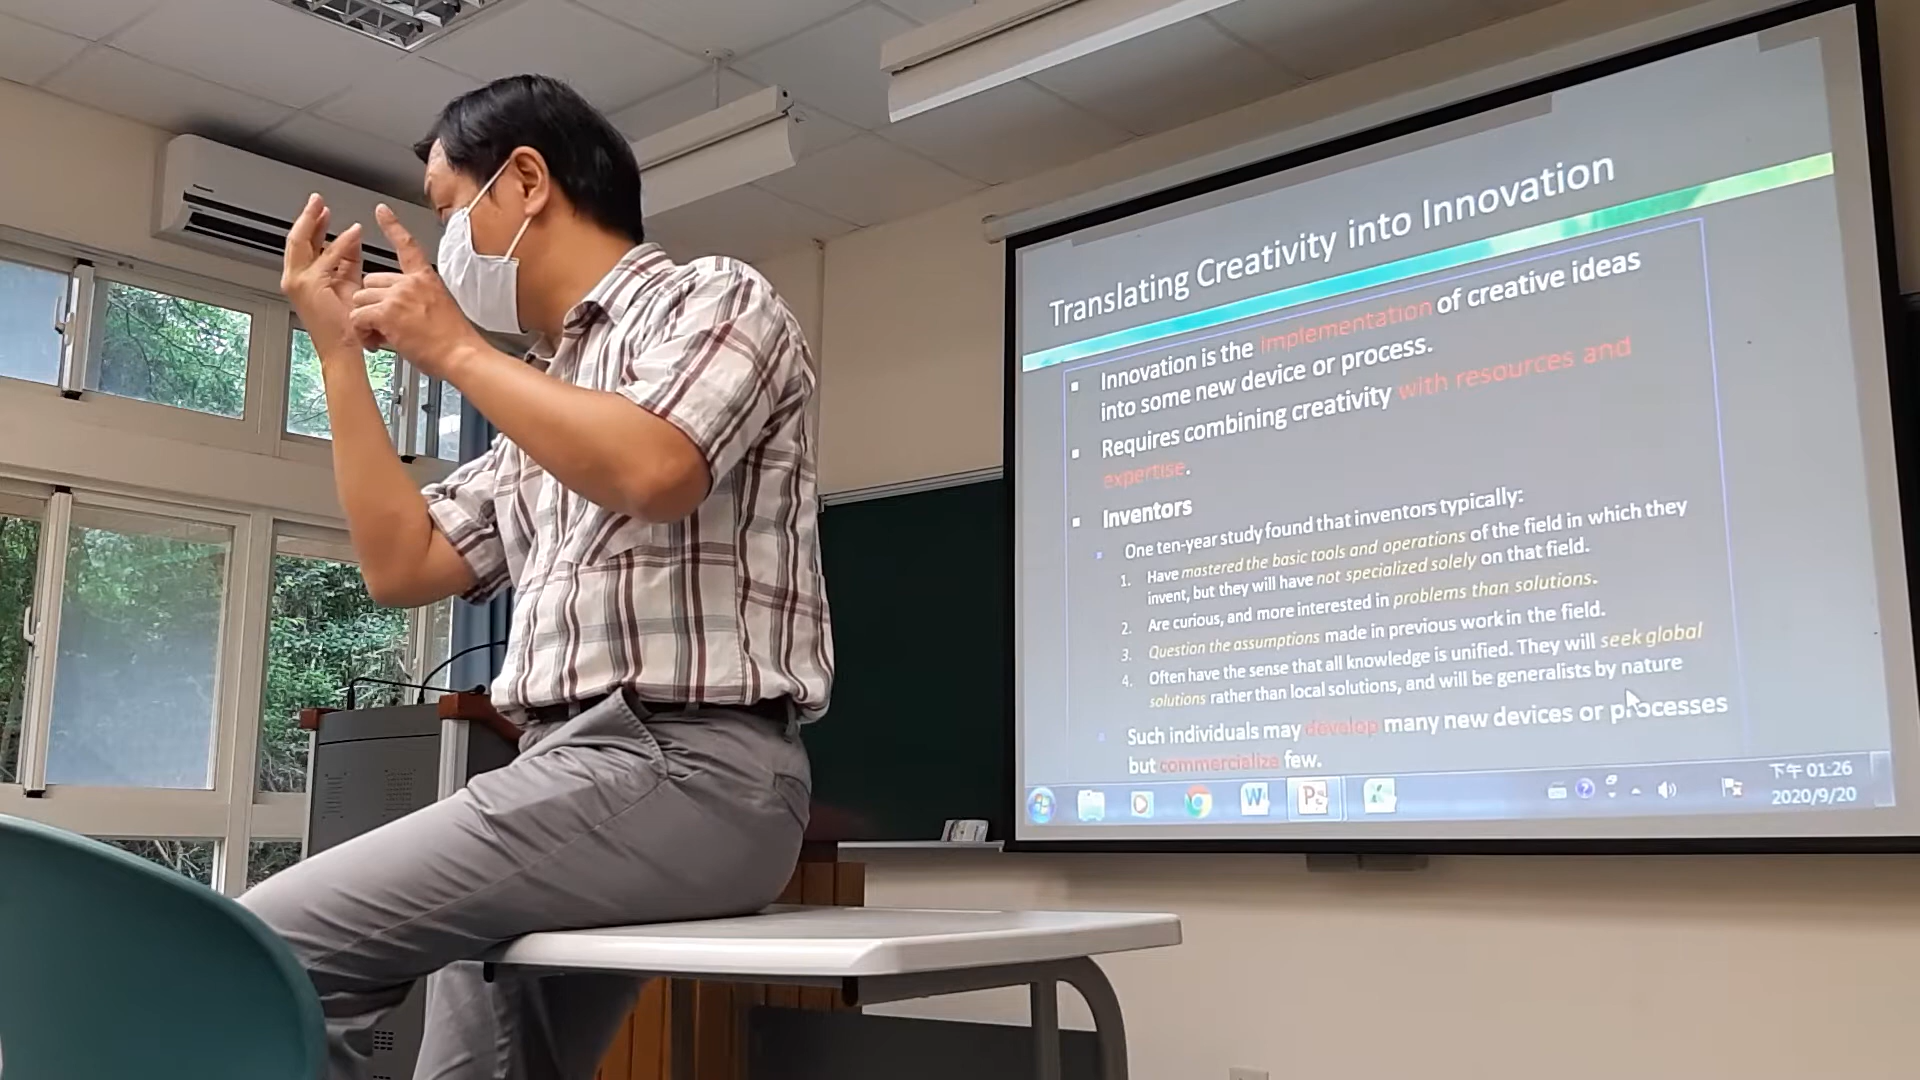 Panasonic
Translating Creativity into Innovation
▪ Innovation is the implementation of creative ideas
into some new device or process.
▪ Requires combining creativity with resources and
expertise.
▪ Inventors
▪ One ten-year study found that inventors typically:
1. Have mastered the basic tools and operations of the field in which they
invent, but they will have not specialized solely on that field.
2. Are curious, and more interested in problems than solutions.
3. Question the assumptions made in previous work in the field.
4. Often have the sense that all knowledge is unified. They will seek global
solutions rather than local solutions, and will be generalists by nature
▪ Such individuals may develop many new devices or processes
but commercialize few.
下午 01:26
2020/9/20